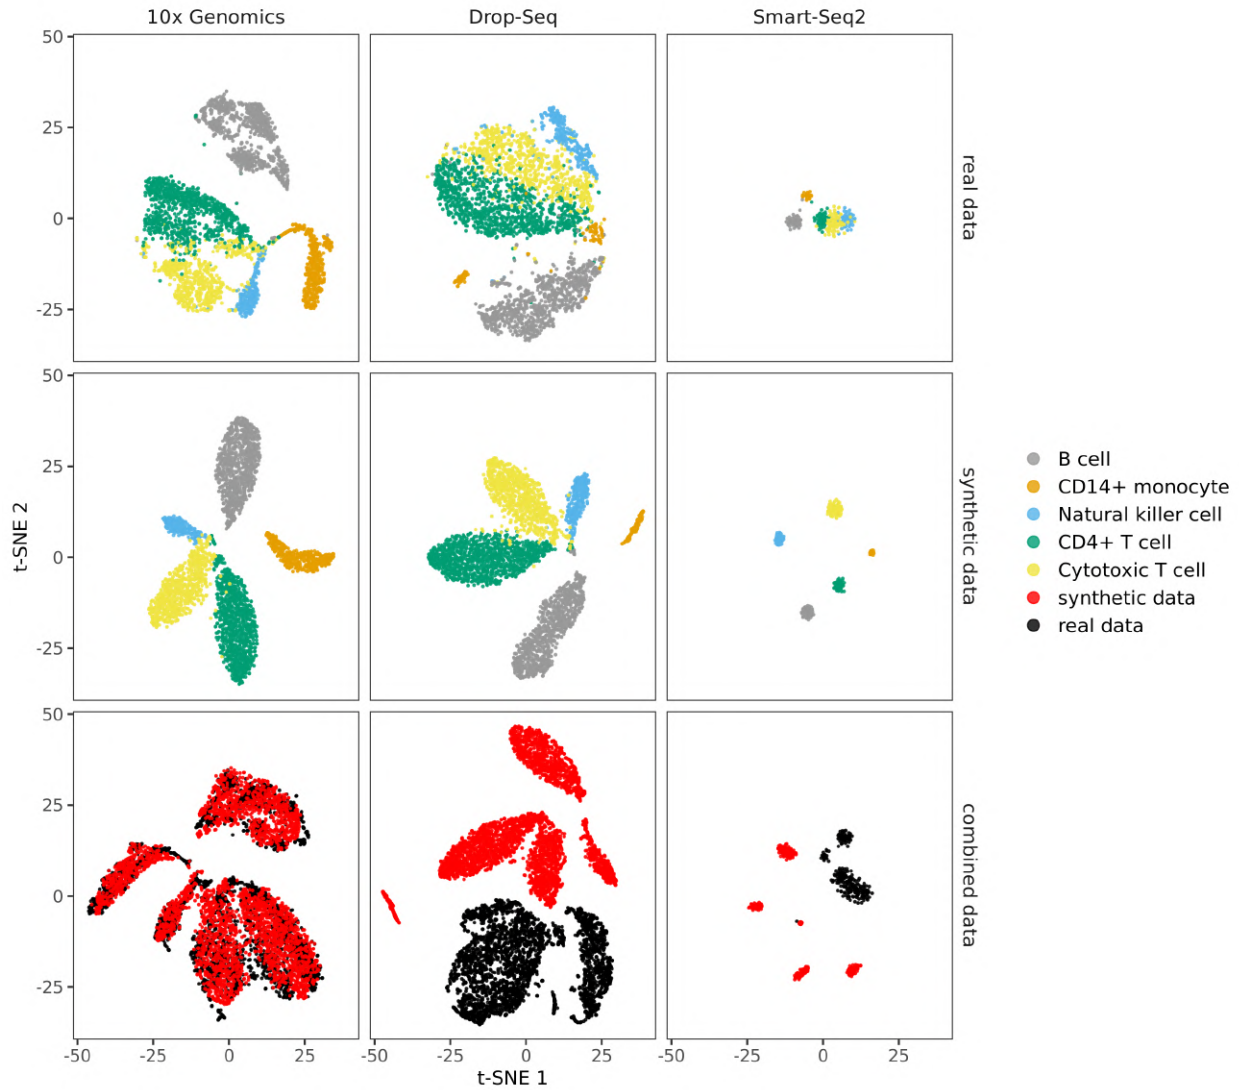 10x Genomics
Drop-Seq
Smart-Seq2
50
25
0
-25
real data
50
25
0
-25
synthetic data
50
25
0
-25
combined data
t-SNE 2
-50
-25
0
25
-50
-25
0
25
-50
-25
0
25
t-SNE 1
B cell
CD14+ monocyte
Natural killer cell
CD4+ T cell
Cytotoxic T cell
synthetic data
real data